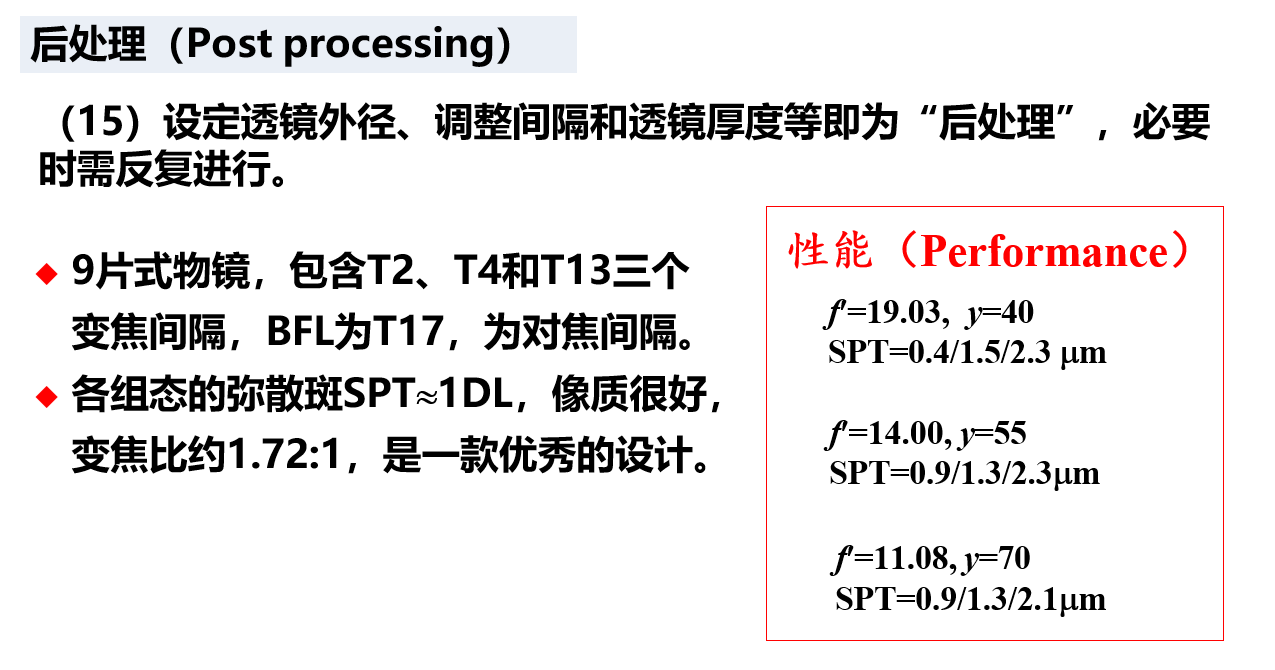 后处理（Post processing）
（15）设定透镜外径、调整间隔和透镜厚度等即为“后处理”，必要
时需反复进行。
◆ 9片式物镜，包含T2、T4和T13三个
变焦间隔，BFL为T17，为对焦间隔。
◆ 各组态的弥散斑SPT≈1DL，像质很好，
变焦比约1.72:1，是一款优秀的设计。
性能（Performance）
f′=19.03, y=40
SPT=0.4/1.5/2.3 μm
f′=14.00, y=55
SPT=0.9/1.3/2.3μm
f′=11.08, y=70
SPT=0.9/1.3/2.1μm